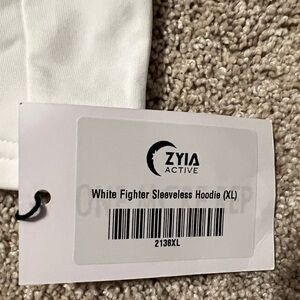 ZYIA
ACTIVE
White Fighter Sleeveless Hoodie (XL)
2138XL